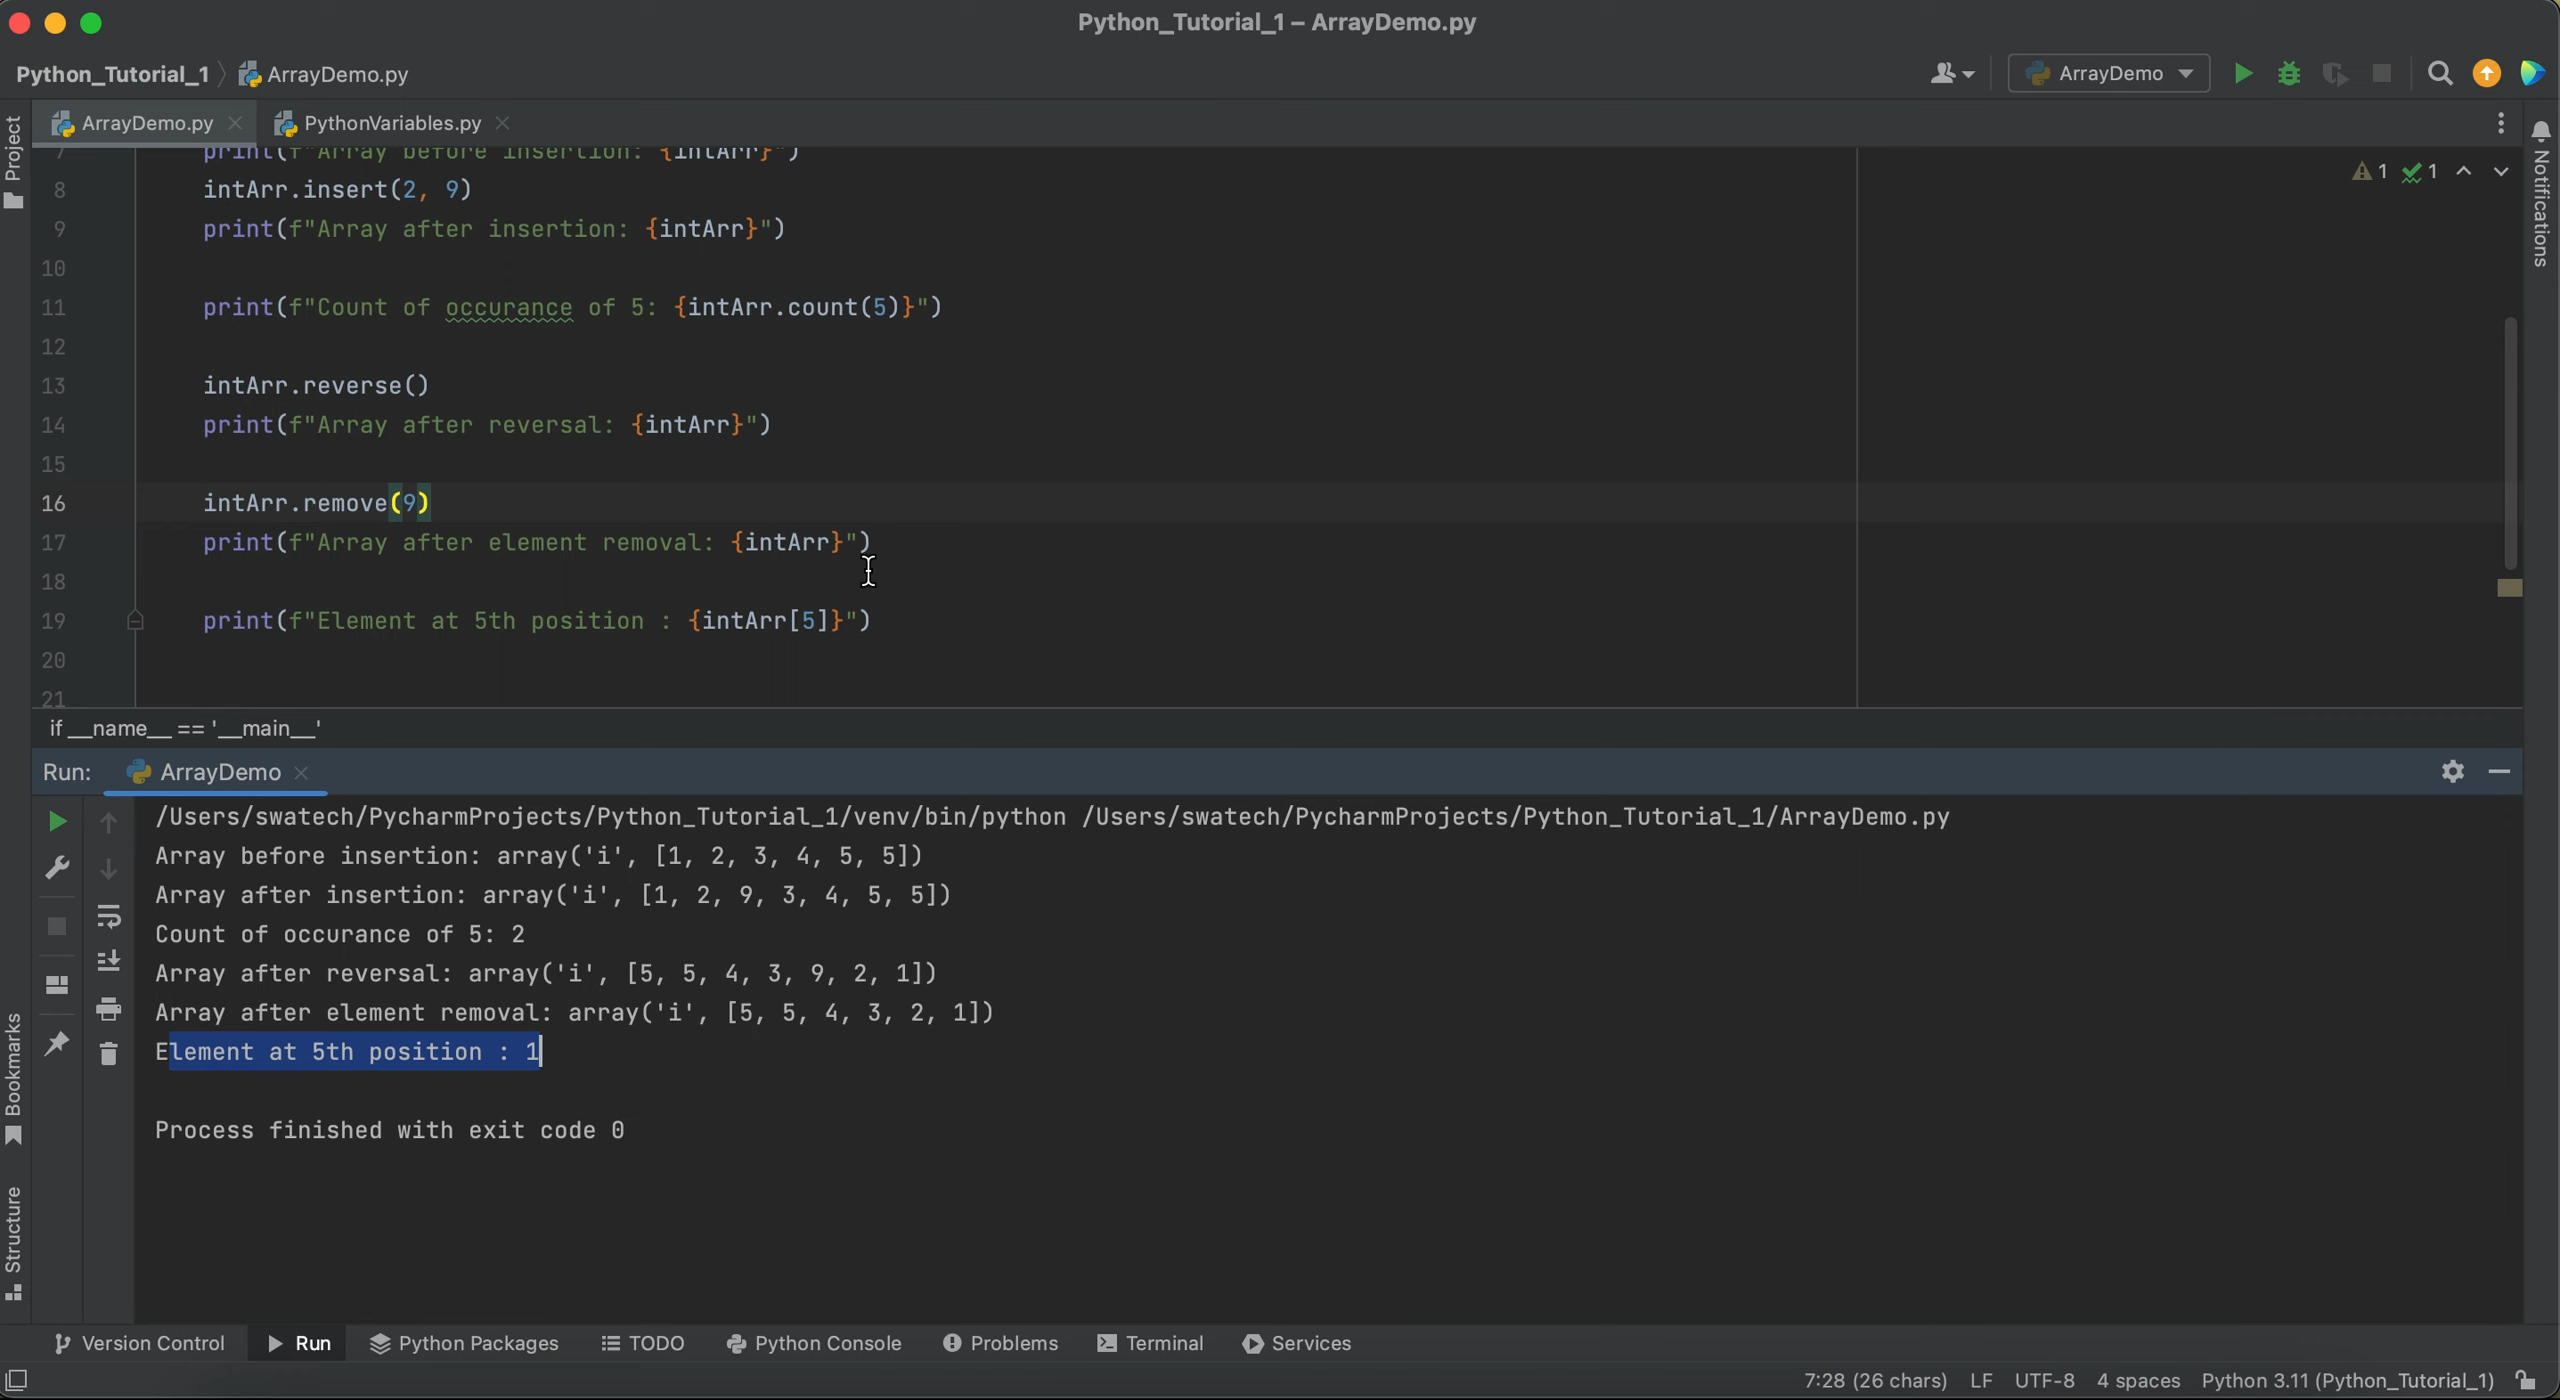 Python_Tutorial_1 – ArrayDemo.py
Python_Tutorial_1 ArrayDemo.py
ArrayDemo
ArrayDemo.py
PythonVariables.py
Project
Notifications
1 1
7 print(f"Array before insertion: {intArr}")
8 intArr.insert(2, 9)
9 print(f"Array after insertion: {intArr}")
10
11 print(f"Count of occurance of 5: {intArr.count(5)}")
12
13 intArr.reverse()
14 print(f"Array after reversal: {intArr}")
15
16 intArr.remove(9)
17 print(f"Array after element removal: {intArr}")
18
19 print(f"Element at 5th position : {intArr[5]}")
20
21
if __name__ == '__main__'
Run: ArrayDemo
/Users/swatech/PycharmProjects/Python_Tutorial_1/venv/bin/python /Users/swatech/PycharmProjects/Python_Tutorial_1/ArrayDemo.py
Array before insertion: array('i', [1, 2, 3, 4, 5, 5])
Array after insertion: array('i', [1, 2, 9, 3, 4, 5, 5])
Count of occurance of 5: 2
Array after reversal: array('i', [5, 5, 4, 3, 9, 2, 1])
Array after element removal: array('i', [5, 5, 4, 3, 2, 1])
Element at 5th position : 1
Process finished with exit code 0
Bookmarks
Structure
Version Control Run Python Packages TODO Python Console Problems Terminal Services
7:28 (26 chars) LF UTF-8 4 spaces Python 3.11 (Python_Tutorial_1)